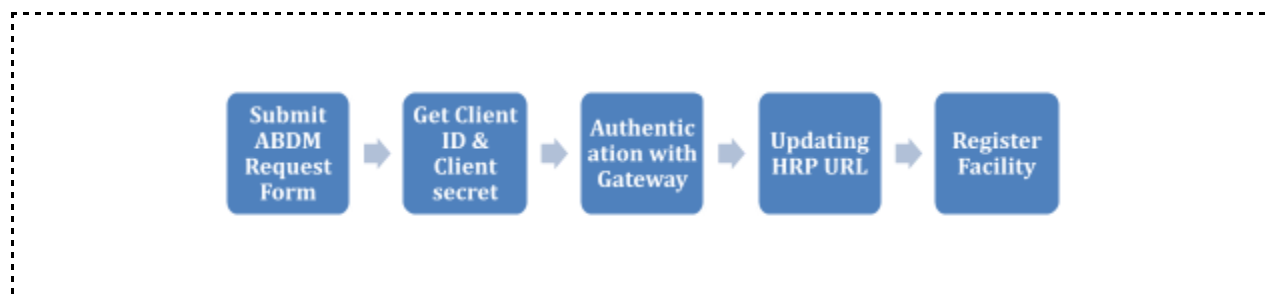 Submit
ABDM
Request
Form
Get Client
ID &
Client
secret
Authentic
ation with
Gateway
Updating
HRP URL
Register
Facility